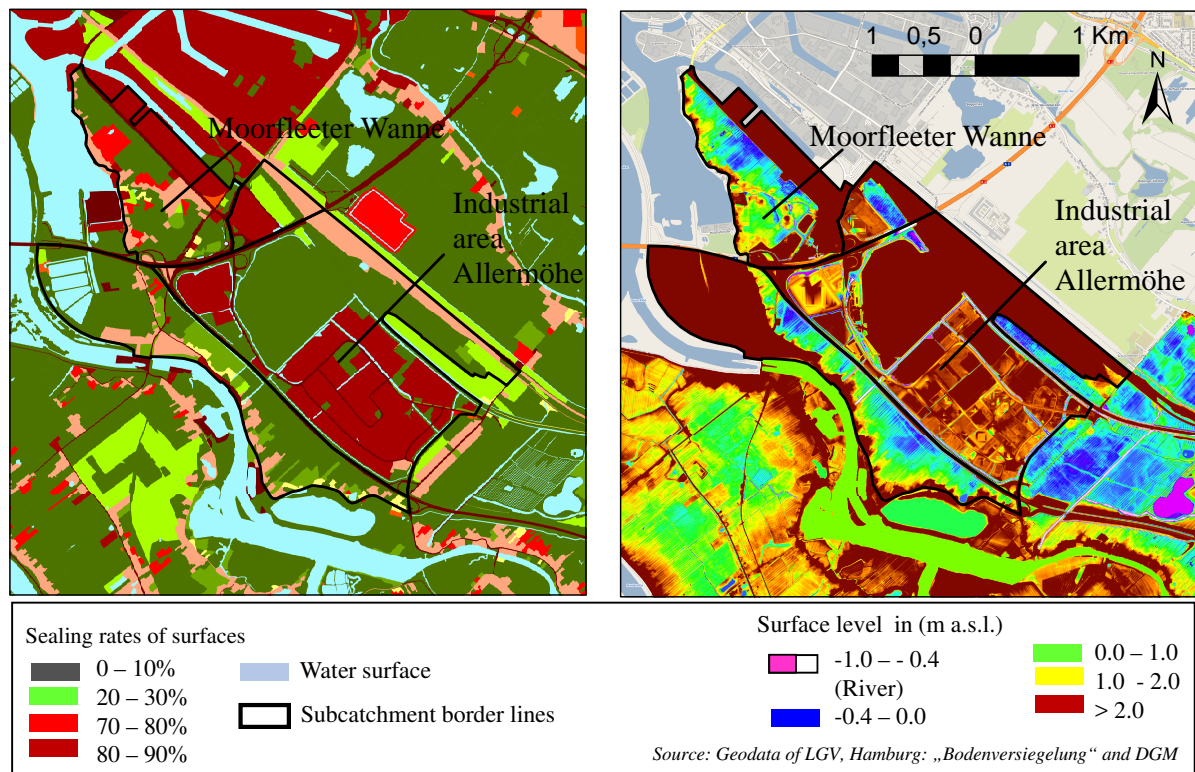 Moorfleeter Wanne
Industrial
area
Allermöhe
1 0,5 0 1 Km
N
Moorfleeter Wanne
Industrial
area
Allermöhe
Sealing rates of surfaces
0 – 10%
20 – 30%
70 – 80%
80 – 90%
Water surface
Subcatchment border lines
Surface level in (m a.s.l.)
-1.0 – - 0.4
(River)
-0.4 – 0.0
0.0 – 1.0
1.0 - 2.0
> 2.0
Source: Geodata of LGV, Hamburg: „Bodenversiegelung“ and DGM